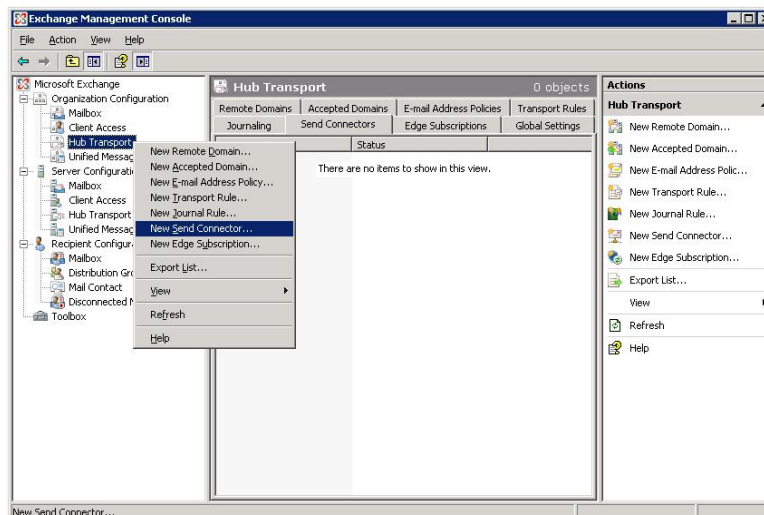 Exchange Management Console
File Action View Help
Microsoft Exchange
Organization Configuration
Mailbox
Client Access
Hub Transport
Unified Messag
Server Configurati
Mailbox
Client Access
Hub Transport
Unified Messag
Recipient Configur
Mailbox
Distribution Gro
Mail Contact
Disconnected M
Toolbox
New Remote Domain...
New Accepted Domain...
New E-mail Address Policy...
New Transport Rule...
New Journal Rule...
New Send Connector...
New Edge Subscription...
Export List...
View
Refresh
Help
Hub Transport 0 objects
Remote Domains Accepted Domains E-mail Address Policies Transport Rules
Journaling Send Connectors Edge Subscriptions Global Settings
Status
There are no items to show in this view.
Actions
Hub Transport
New Remote Domain...
New Accepted Domain...
New E-mail Address Polic...
New Transport Rule...
New Journal Rule...
New Send Connector...
New Edge Subscription...
Export List...
View
Refresh
Help
New Send Connector...